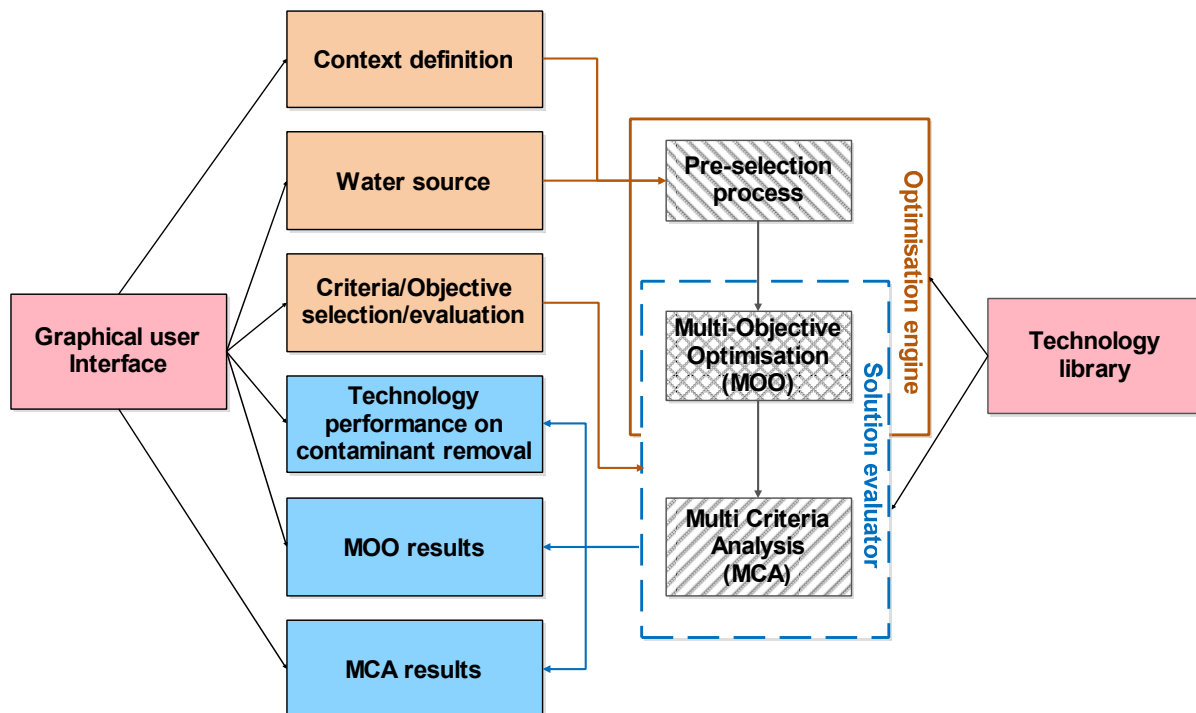 Context definition
Water source
Criteria/Objective
selection/evaluation
Graphical user
Interface
Technology
performance on
contaminant removal
MOO results
MCA results
Pre-selection
process
Multi-Objective
Optimisation
(MOO)
Multi Criteria
Analysis
(MCA)
Optimisation engine
Solution evaluator
Technology
library